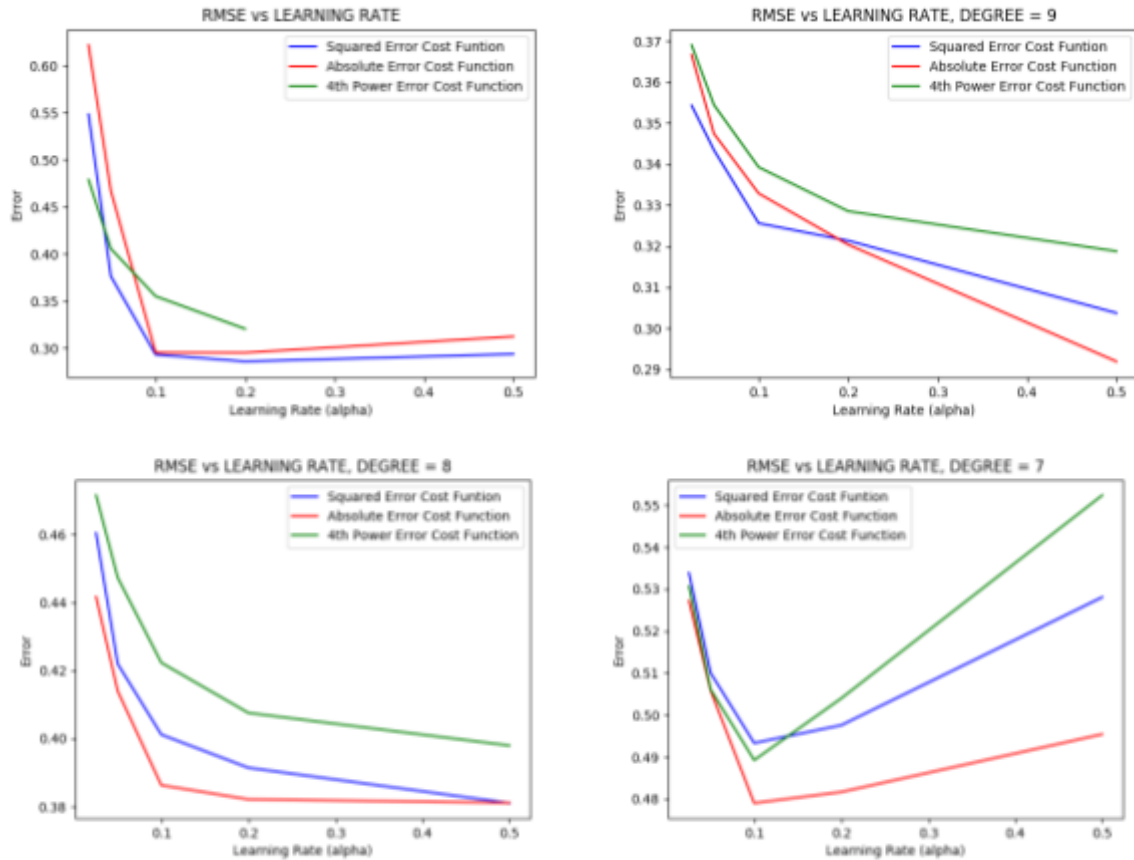 RMSE vs LEARNING RATE
Squared Error Cost Funtion
Absolute Error Cost Function
4th Power Error Cost Function
0.60
0.55
0.50
0.45
0.40
0.35
0.30
Error
0.1 0.2 0.3 0.4 0.5
Learning Rate (alpha)
RMSE vs LEARNING RATE, DEGREE = 9
Squared Error Cost Funtion
Absolute Error Cost Function
4th Power Error Cost Function
0.37
0.36
0.35
0.34
0.33
0.32
0.31
0.30
0.29
Error
0.1 0.2 0.3 0.4 0.5
Learning Rate (alpha)
RMSE vs LEARNING RATE, DEGREE = 8
Squared Error Cost Funtion
Absolute Error Cost Function
4th Power Error Cost Function
0.46
0.44
0.42
0.40
0.38
Error
0.1 0.2 0.3 0.4 0.5
Learning Rate (alpha)
RMSE vs LEARNING RATE, DEGREE = 7
Squared Error Cost Funtion
Absolute Error Cost Function
4th Power Error Cost Function
0.55
0.54
0.53
0.52
0.51
0.50
0.49
0.48
Error
0.1 0.2 0.3 0.4 0.5
Learning Rate (alpha)